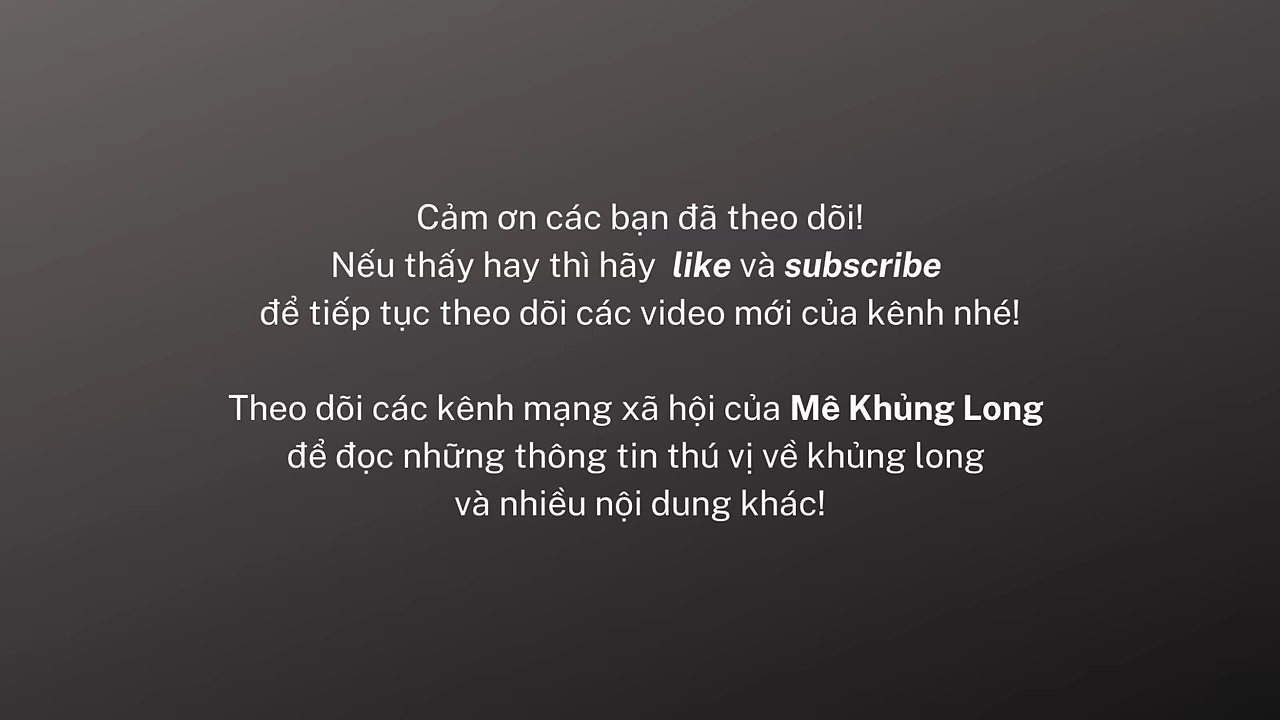 Cảm ơn các bạn đã theo dõi!
Nếu thấy hay thì hãy like và subscribe
để tiếp tục theo dõi các video mới của kênh nhé!
Theo dõi các kênh mạng xã hội của Mê Khủng Long
để đọc những thông tin thú vị về khủng long
và nhiều nội dung khác!